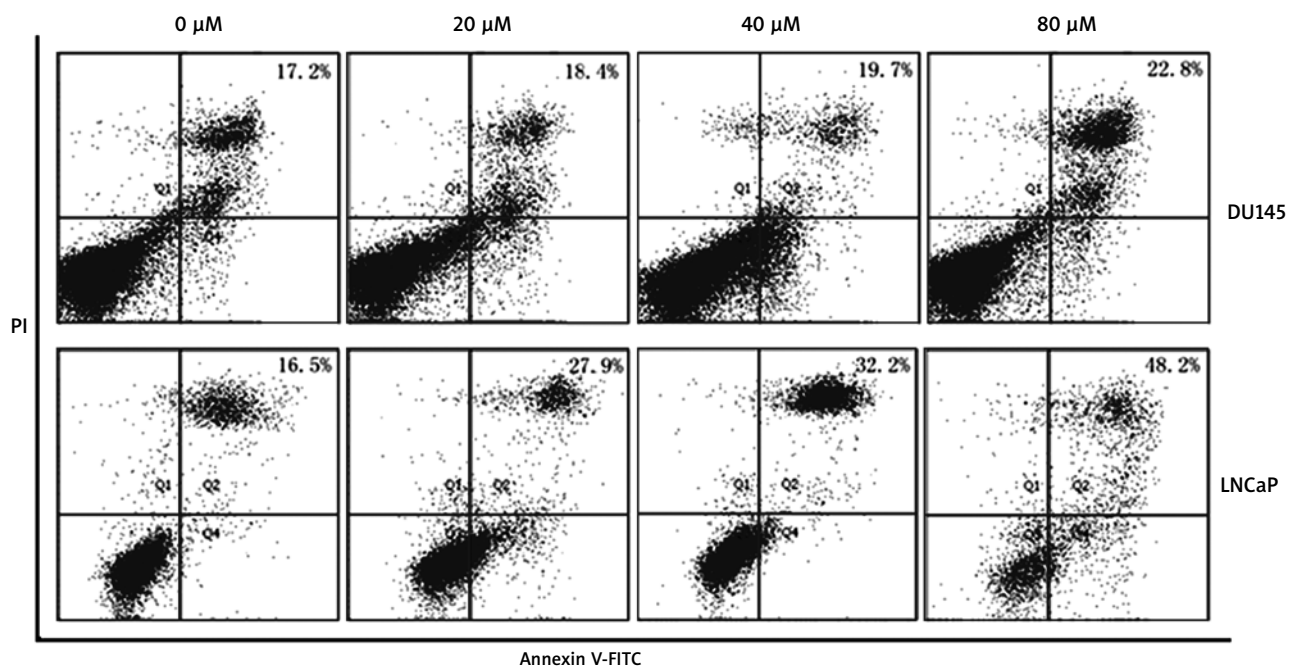 0 µM 20 µM 40 µM 80 µM
17.2% 18.4% 19.7% 22.8%
Q1 Q1 Q1 Q2 Q1
DU145
PI
16.5% 27.9% 32.2% 48.2%
Q1 Q2 Q1 Q2 Q1 Q2 Q1 Q2
LNCaP
Q4 Q4 Q4
Annexin V-FITC